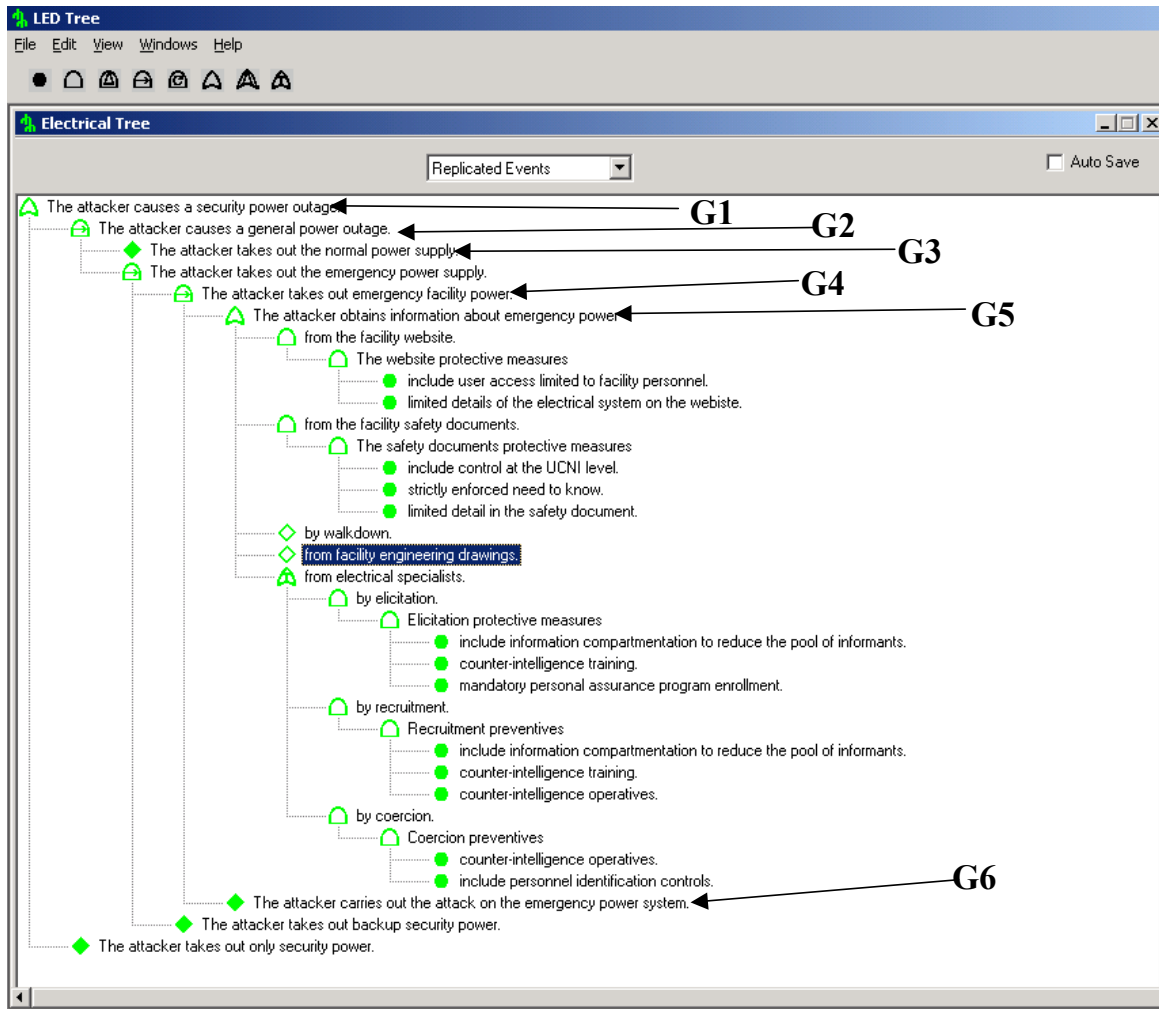 LED Tree
File Edit View Windows Help
Electrical Tree
Replicated Events
Auto Save
The attacker causes a security power outage.
G1
The attacker causes a general power outage.
G2
The attacker takes out the normal power supply.
G3
The attacker takes out the emergency power supply.
The attacker takes out emergency facility power.
G4
The attacker obtains information about emergency power
G5
from the facility website.
The website protective measures
include user access limited to facility personnel.
limited details of the electrical system on the webiste.
from the facility safety documents.
The safety documents protective measures
include control at the UCNI level.
strictly enforced need to know.
limited detail in the safety document.
by walkdown.
from facility engineering drawings.
from electrical specialists.
by elicitation.
Elicitation protective measures
include information compartmentation to reduce the pool of informants.
counter-intelligence training.
mandatory personal assurance program enrollment.
by recruitment.
Recruitment preventives
include information compartmentation to reduce the pool of informants.
counter-intelligence training.
counter-intelligence operatives.
by coercion.
Coercion preventives
counter-intelligence operatives.
include personnel identification controls.
The attacker carries out the attack on the emergency power system.
G6
The attacker takes out backup security power.
The attacker takes out only security power.